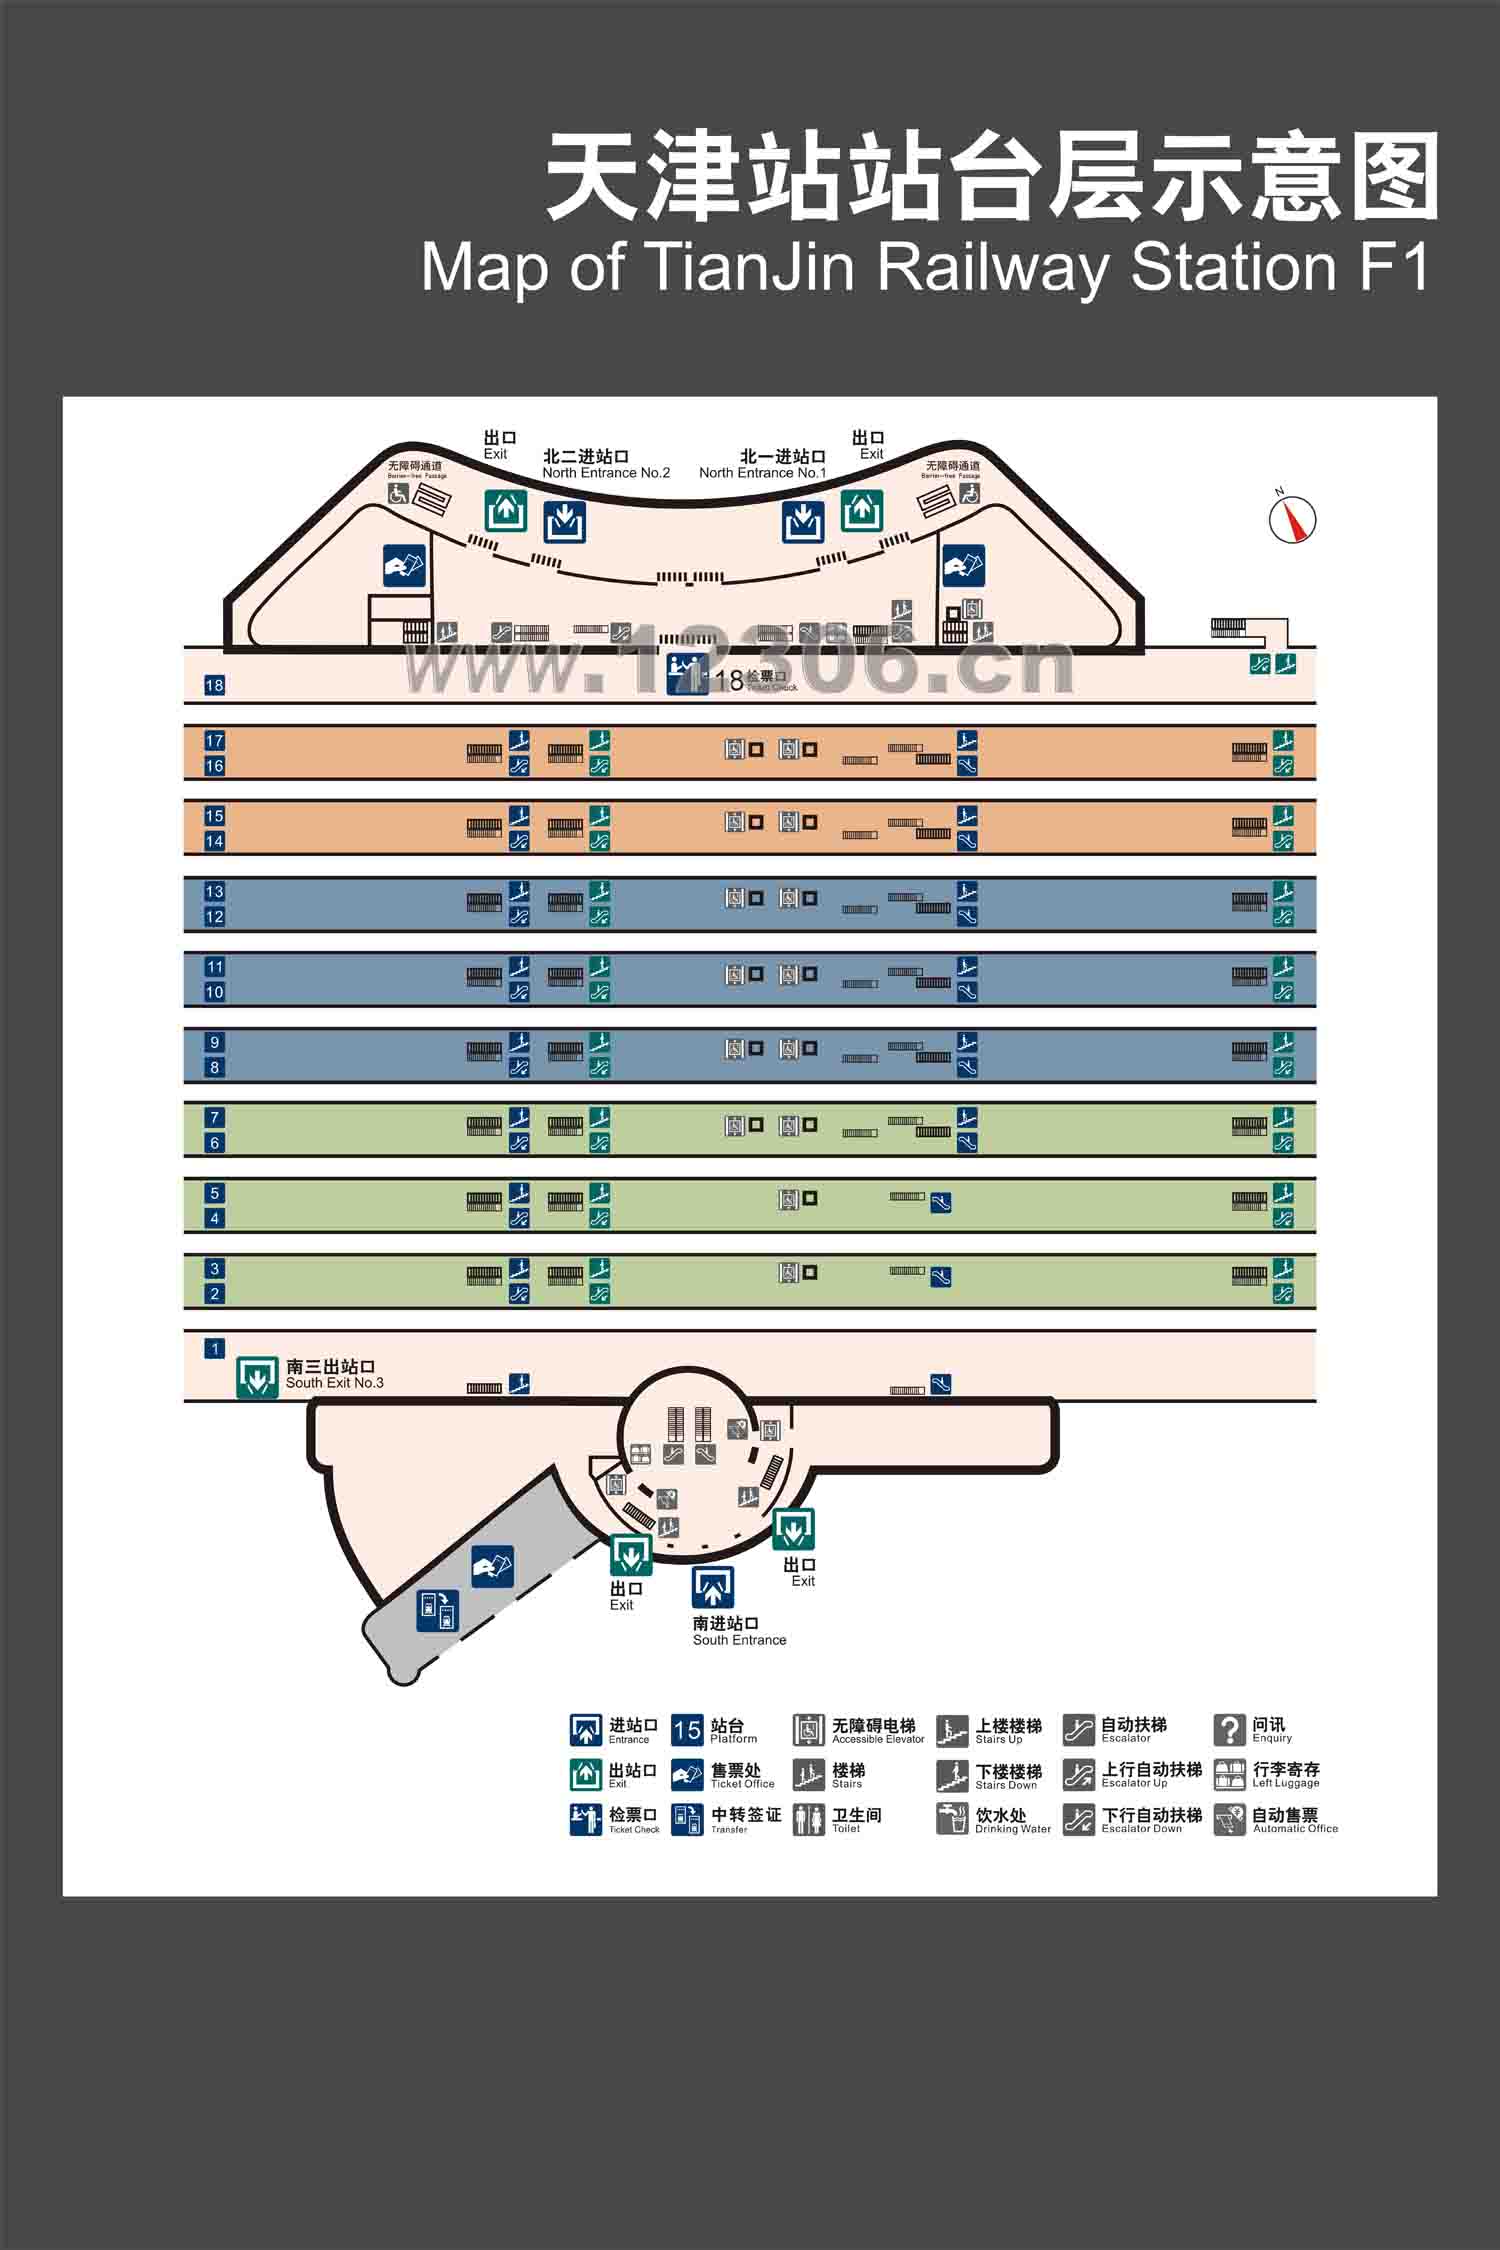 天津站站台层示意图
Map of TianJin Railway Station F1
出口
Exit
北二进站口
North Entrance No.2
北一进站口
North Entrance No.1
出口
Exit
无障碍通道
Barrier-free Passage
无障碍通道
Barrier-free Passage
N
www.12306.cn
18
18检票口
Ticket Check
17
16
15
14
13
12
11
10
9
8
7
6
5
4
3
2
1
南三出站口
South Exit No.3
出口
Exit
出口
Exit
南进站口
South Entrance
进站口
Entrance
15
站台
Platform
无障碍电梯
Accessible Elevator
上楼楼梯
Stairs Up
自动扶梯
Escalator
?
问讯
Enquiry
出站口
Exit
售票处
Ticket Office
楼梯
Stairs
下楼楼梯
Stairs Down
上行自动扶梯
Escalator Up
行李寄存
Left Luggage
检票口
Ticket Check
中转签证
Transfer
卫生间
Toilet
饮水处
Drinking Water
下行自动扶梯
Escalator Down
自动售票
Automatic Office